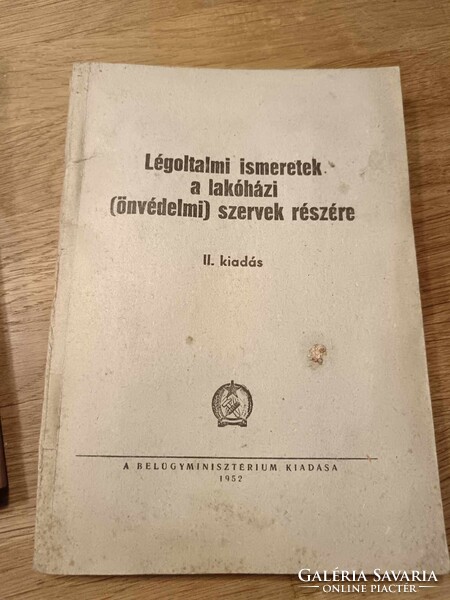 Légoltalmi ismeretek
a lakóházi
(önvédelmi) szervek részére
II. kiadás
A BELÜGYMINISZTÉRIUM KIADÁSA
1952
GALÉRIA SAVARIA
ONLINE PIACTÉR